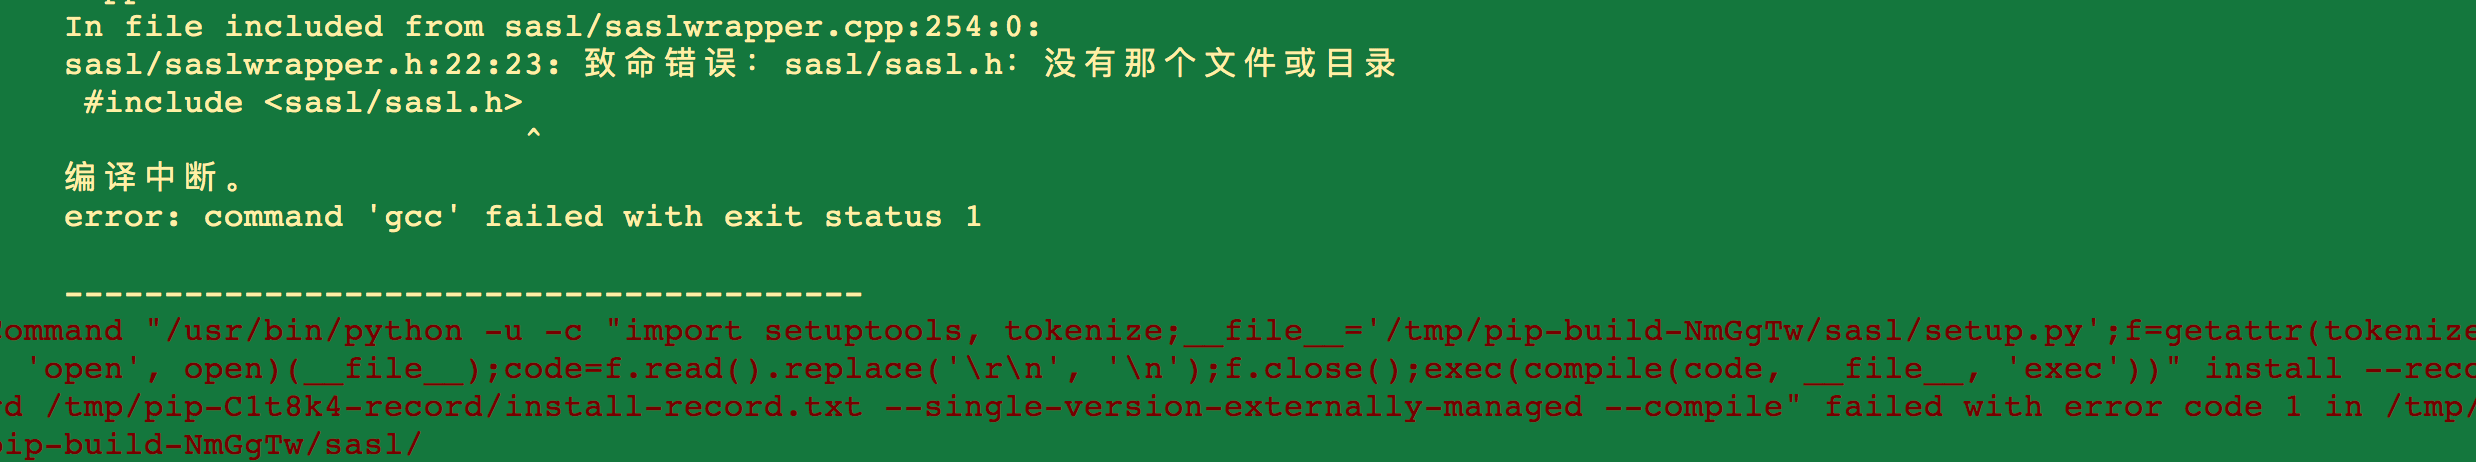 In file included from sasl/saslwrapper.cpp:254:0:
sasl/saslwrapper.h:22:23: 致命错误：sasl/sasl.h：没有那个文件或目录
#include <sasl/sasl.h>
^
编译中断。
error: command 'gcc' failed with exit status 1
----------------------------------------
ommand "/usr/bin/python -u -c "import setuptools, tokenize;__file__='/tmp/pip-build-NmGgTw/sasl/setup.py';f=getattr(tokenize
'open', open)(__file__);code=f.read().replace('\r\n', '\n');f.close();exec(compile(code, __file__, 'exec'))" install --reco
rd /tmp/pip-C1t8k4-record/install-record.txt --single-version-externally-managed --compile" failed with error code 1 in /tmp/
pip-build-NmGgTw/sasl/